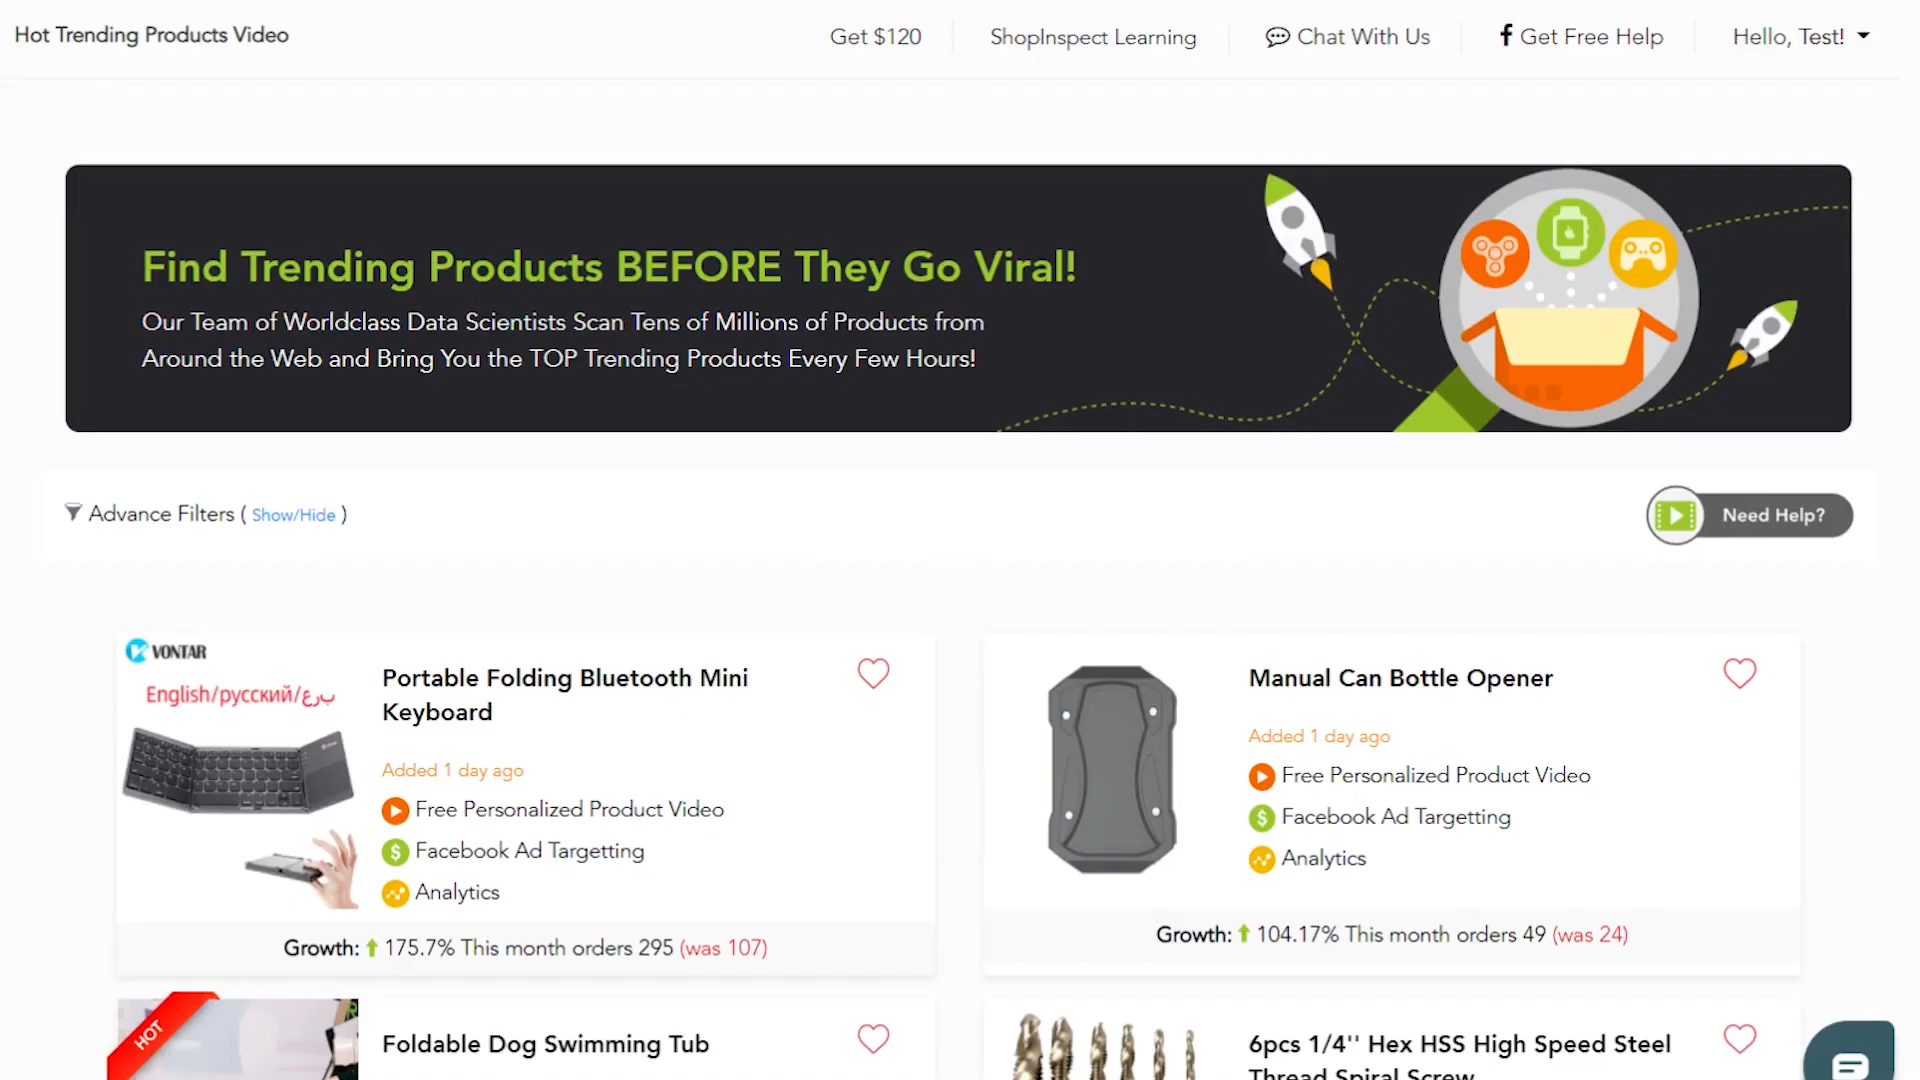 Hot Trending Products Video
Get $120
ShopInspect Learning
Chat With Us
Get Free Help
Hello, Test!
Find Trending Products BEFORE They Go Viral!
Our Team of Worldclass Data Scientists Scan Tens of Millions of Products from
Around the Web and Bring You the TOP Trending Products Every Few Hours!
Advance Filters ( Show/Hide )
Need Help?
VONTAR
English/русский/عرب
Portable Folding Bluetooth Mini
Keyboard
Added 1 day ago
Free Personalized Product Video
Facebook Ad Targetting
Analytics
Growth: 175.7% This month orders 295 (was 107)
Manual Can Bottle Opener
Added 1 day ago
Free Personalized Product Video
Facebook Ad Targetting
Analytics
Growth: 104.17% This month orders 49 (was 24)
HOT
Foldable Dog Swimming Tub
6pcs 1/4'' Hex HSS High Speed Steel
Thread Spiral Screw